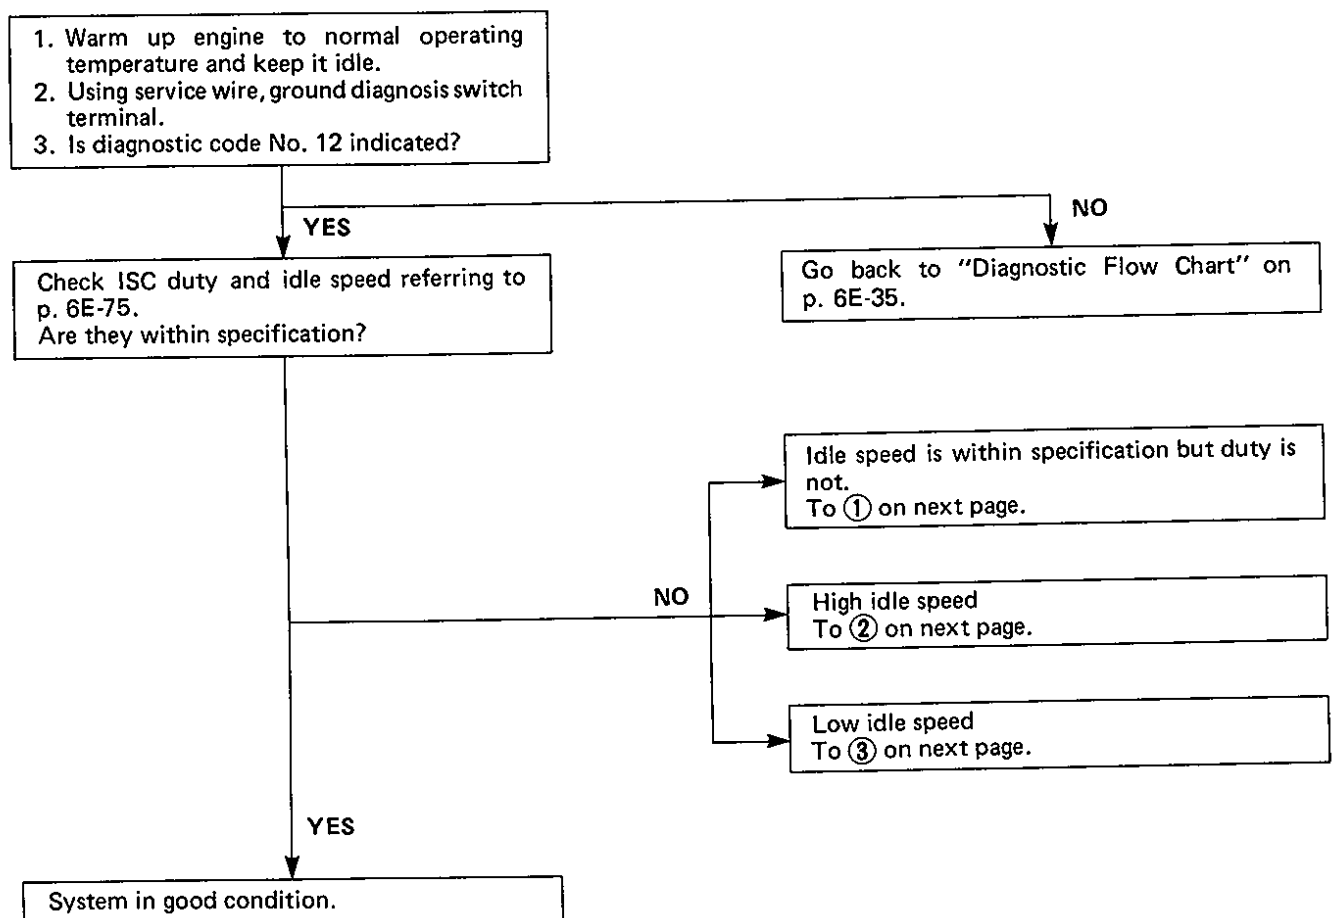 1. Warm up engine to normal operating
temperature and keep it idle.
2. Using service wire, ground diagnosis switch
terminal.
3. Is diagnostic code No. 12 indicated?
YES
NO
Check ISC duty and idle speed referring to
p. 6E-75.
Are they within specification?
Go back to "Diagnostic Flow Chart" on
p. 6E-35.
Idle speed is within specification but duty is
not.
To ① on next page.
NO
High idle speed
To ② on next page.
Low idle speed
To ③ on next page.
YES
System in good condition.